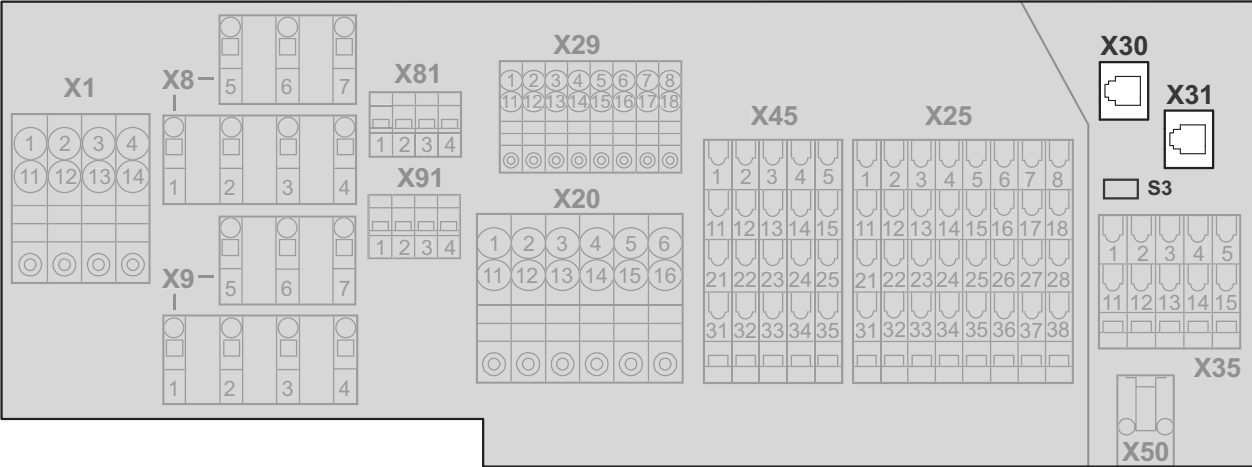 X1
1 2 3 4
11 12 13 14
X8
5 6 7
1 2 3 4
X9
5 6 7
1 2 3 4
X81
1 2 3 4
X91
1 2 3 4
X29
1 2 3 4 5 6 7 8
11 12 13 14 15 16 17 18
X20
1 2 3 4 5 6
11 12 13 14 15 16
X45
1 2 3 4 5
11 12 13 14 15
21 22 23 24 25
31 32 33 34 35
X25
1 2 3 4 5 6 7 8
11 12 13 14 15 16 17 18
21 22 23 24 25 26 27 28
31 32 33 34 35 36 37 38
X30
X31
S3
1 2 3 4 5
11 12 13 14 15
X35
X50